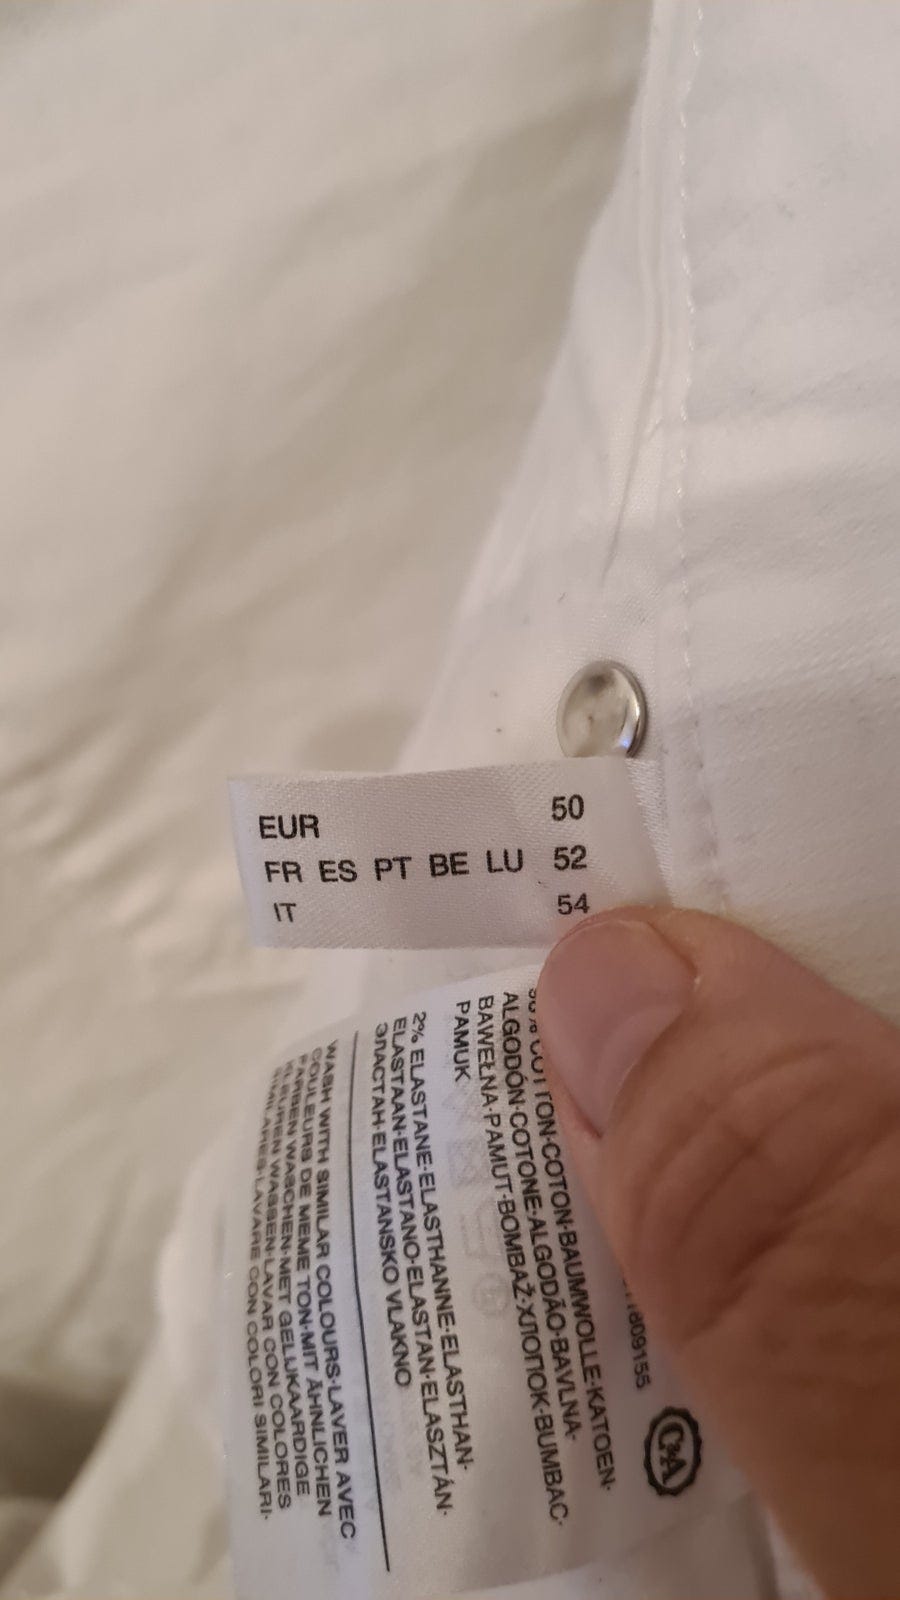 EUR 50
FR ES PT BE LU 52
IT 54
COTTON·COTON·BAUMWOLLE·KATOEN·
ALGODÓN·COTONE·ALGODÃO·BAVLNA·
BAWEŁNA·PAMUT·BOMBAŽ·ХЛОПОК·BUMBAC·
PAMUK
2% ELASTANE·ELASTHANNE·ELASTHAN·
ELASTAAN·ELASTANO·ELASTAN·ELASZTÁN·
ЭЛАСТАН·ELASTANSKO VLAKNO
WASH WITH SIMILAR COLOURS·LAVER AVEC
COULEURS DE MEME TON·MIT ÄHNLICHEN
FARBEN WASCHEN·MET GELIJKAARDIGE
KLEUREN WASSEN·LAVAR CON COLORES
SIMILARES·LAVARE CON COLORI SIMILARI·
809155
C&A